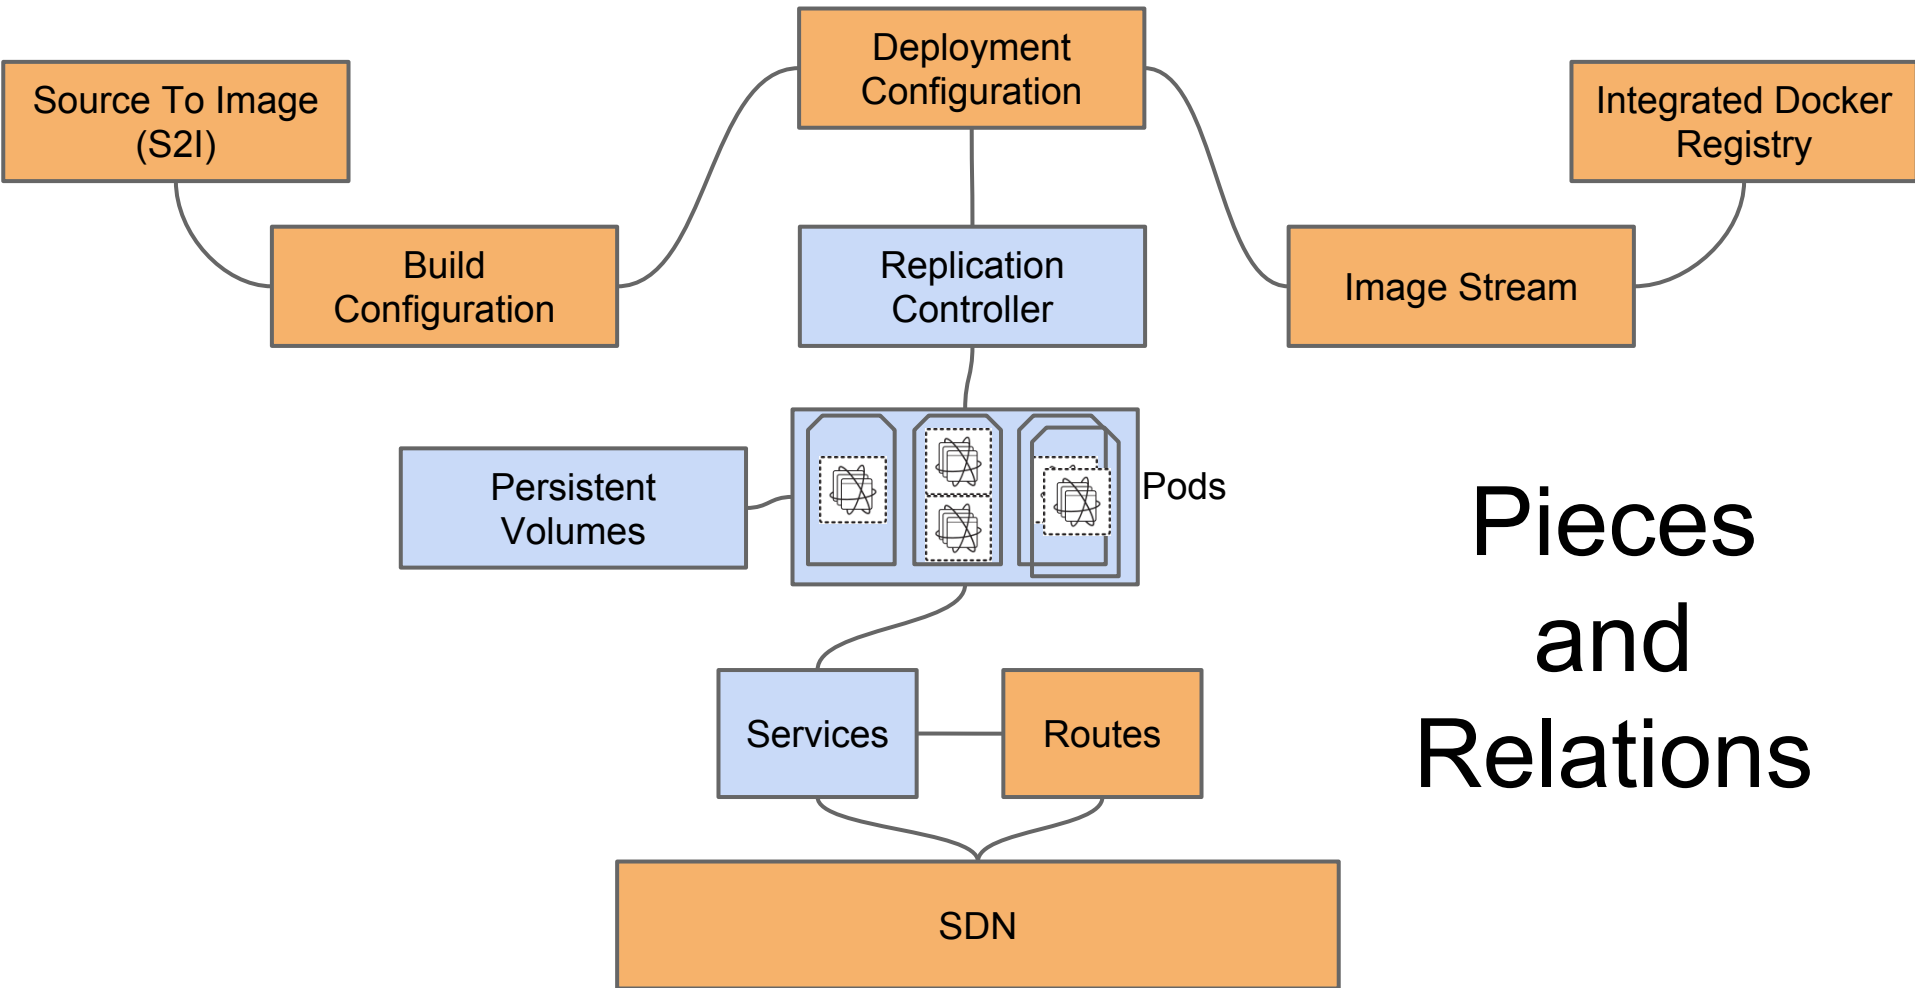 Deployment
Configuration
Source To Image
(S2I)
Integrated Docker
Registry
Build
Configuration
Replication
Controller
Image Stream
Persistent
Volumes
Pods
Pieces
and
Relations
Services
Routes
SDN